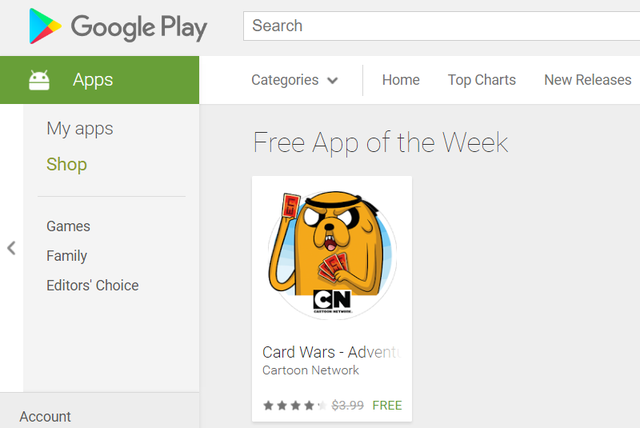 Google Play
Search
Apps
Categories
Home
Top Charts
New Releases
My apps
Shop
Games
Family
Editors' Choice
Account
Free App of the Week
CN
CARTOON NETWORK
Card Wars - Advent
Cartoon Network
$3.99 FREE